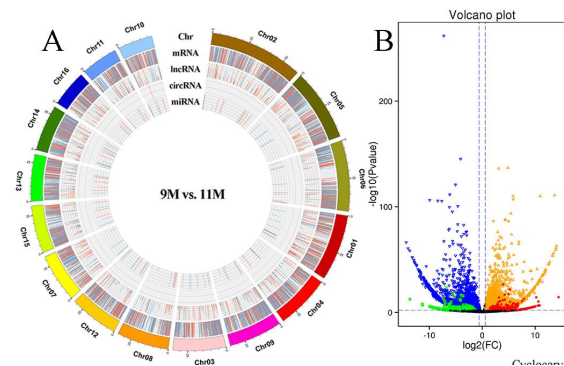 A
Chr10
Chr11
Chr16
Chr14
Chr13
Chr15
Chr07
Chr12
Chr08
Chr03
Chr09
Chr04
Chr01
Chr06
Chr05
Chr02
Chr
mRNA
lncRNA
circRNA
miRNA
9M vs. 11M
B
Volcano plot
-log10(Pvalue)
200
100
0
-10
0
10
log2(FC)
Cyclocary